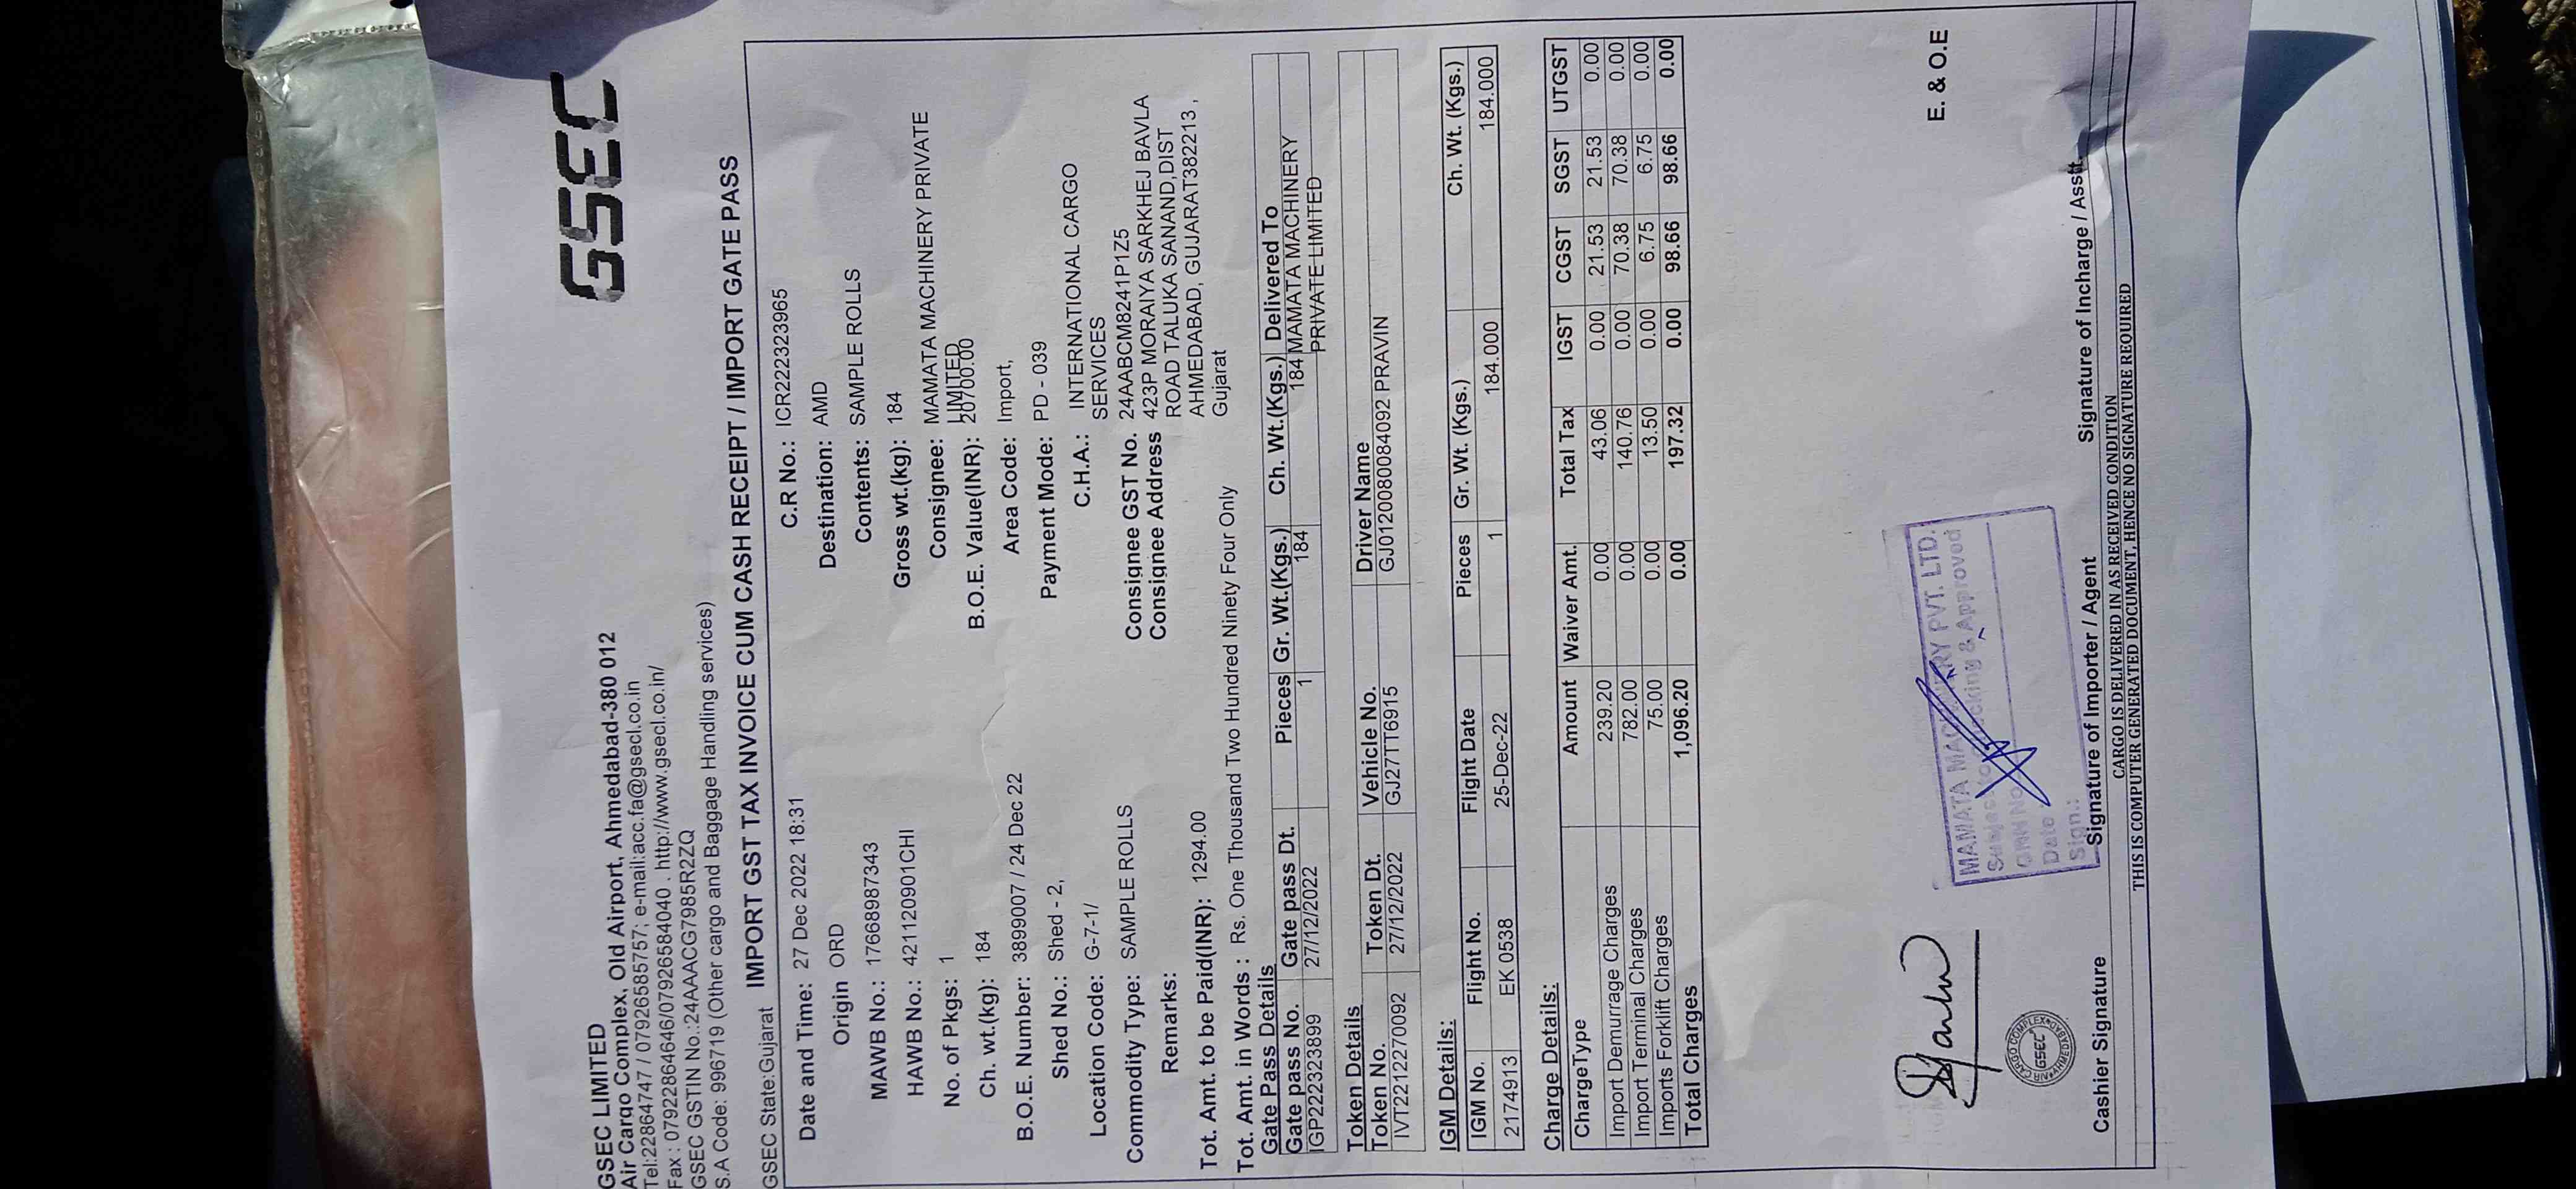 GSEC LIMITED
GSEC
Air Cargo Complex, Old Airport, Ahmedabad-380 012
Tel:22864747 / 07926585757; e-mail:acc.fa@gsecl.co.in
Fax : 07922864646/07926584040 . http://www.gsecl.co.in/
GSEC GSTIN No.:24AAACG7985R2ZQ
S.A Code: 996719 (Other cargo and Baggage Handling services)
GSEC State:Gujarat IMPORT GST TAX INVOICE CUM CASH RECEIPT / IMPORT GATE PASS
Date and Time: 27 Dec 2022 18:31 C.R No.: ICR2222323965
Origin ORD Destination: AMD
MAWB No.: 17668987343 Contents: SAMPLE ROLLS
HAWB No.: 421120901CHI Gross wt.(kg): 184
No. of Pkgs: 1 Consignee: MAMATA MACHINERY PRIVATE
LIMITED
Ch. wt.(kg): 184 B.O.E. Value(INR): 20700.00
B.O.E. Number: 3899007 / 24 Dec 22 Area Code: Import,
Shed No.: Shed - 2, Payment Mode: PD - 039
Location Code: G-7-1/ C.H.A.: INTERNATIONAL CARGO
SERVICES
Commodity Type: SAMPLE ROLLS Consignee GST No. 24AABCM8241P1Z5
Remarks: Consignee Address 423P MORAIYA SARKHEJ BAVLA
ROAD TALUKA SANAND,DIST
AHMEDABAD, GUJARAT382213 ,
Gujarat
Tot. Amt. to be Paid(INR): 1294.00
Tot. Amt. in Words : Rs. One Thousand Two Hundred Ninety Four Only
Gate Pass Details
Gate pass No. Gate pass Dt. Pieces Gr. Wt.(Kgs.) Ch. Wt.(Kgs.) Delivered To
IGP2222323899 27/12/2022 1 184 184 MAMATA MACHINERY
PRIVATE LIMITED
Token Details
Token No. Token Dt. Vehicle No. Driver Name
IVT2212270092 27/12/2022 GJ27TT6915 GJ01200800084092 PRAVIN
IGM Details:
IGM No. Flight No. Flight Date Pieces Gr. Wt. (Kgs.) Ch. Wt. (Kgs.)
2174913 EK 0538 25-Dec-22 1 184.000 184.000
Charge Details:
ChargeType Amount Waiver Amt. Total Tax IGST CGST SGST UTGST
Import Demurrage Charges 239.20 0.00 43.06 0.00 21.53 21.53 0.00
Import Terminal Charges 782.00 0.00 140.76 0.00 70.38 70.38 0.00
Imports Forklift Charges 75.00 0.00 13.50 0.00 6.75 6.75 0.00
Total Charges 1,096.20 0.00 197.32 0.00 98.66 98.66 0.00
E. & O.E
MAMATA MACHINERY PVT. LTD.
& Approved
GRN No
Date
Sign.:
GSEC
Cashier Signature Signature of Importer / Agent Signature of Incharge / Asstt.
CARGO IS DELIVERED IN AS RECEIVED CONDITION
THIS IS COMPUTER GENERATED DOCUMENT, HENCE NO SIGNATURE REQUIRED